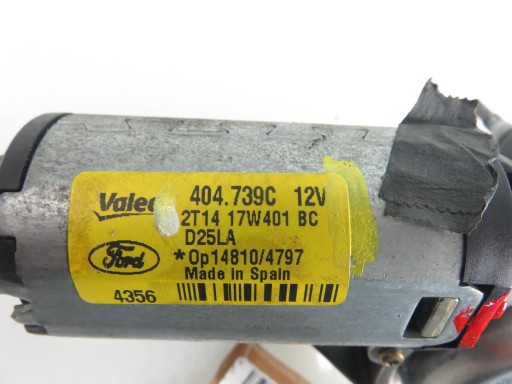 Valeo 404.739C 12V
2T14 17W401 BC
D25LA
Ford *Op14810/4797
Made in Spain
4356